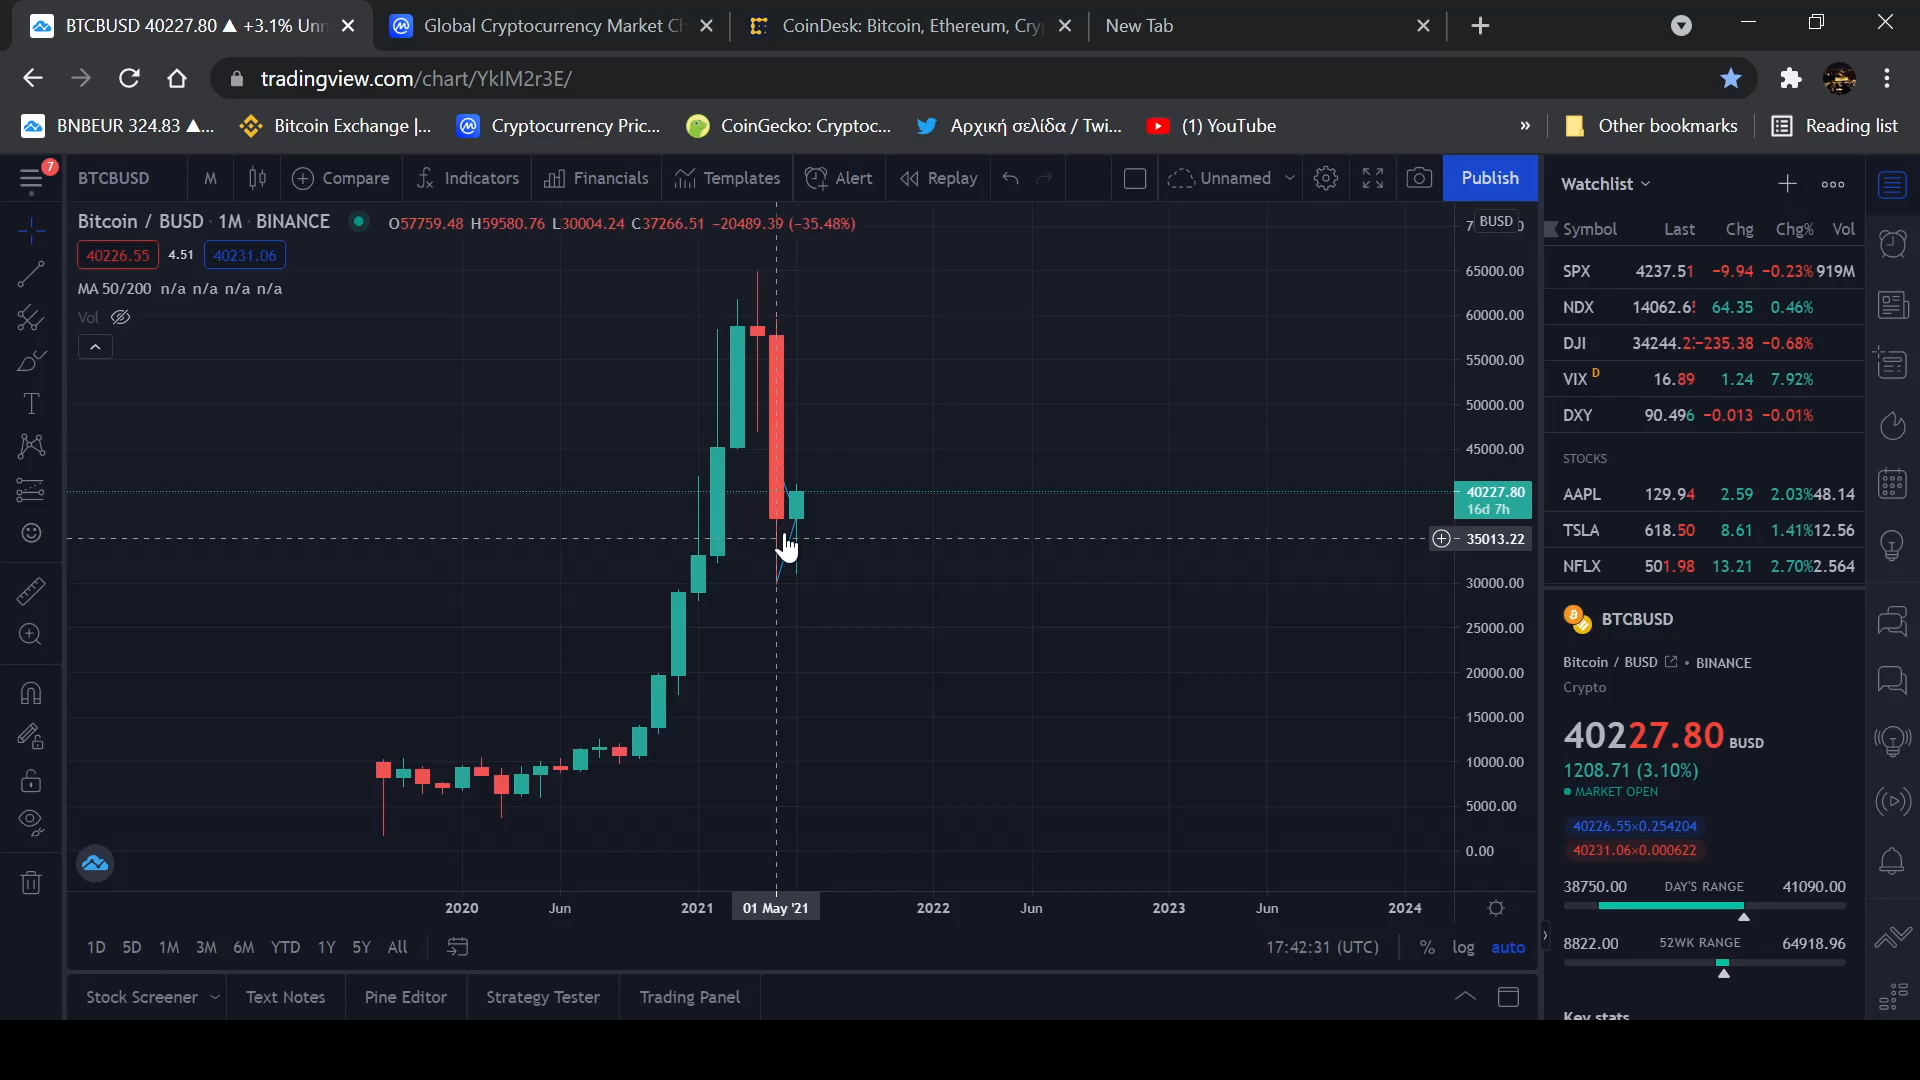 BTCBUSD 40227.80 ▲ +3.1% Unn
Global Cryptocurrency Market Ch
CoinDesk: Bitcoin, Ethereum, Cry
New Tab
tradingview.com/chart/YkIM2r3E/
BNBEUR 324.83 ▲...
Bitcoin Exchange |...
Cryptocurrency Pric...
CoinGecko: Cryptoc...
Αρχική σελίδα / Twi...
(1) YouTube
»
Other bookmarks
Reading list
7
BTCBUSD
M
Compare
Indicators
Financials
Templates
Alert
Replay
Unnamed
Publish
Watchlist
Bitcoin / BUSD · 1M · BINANCE
O57759.48 H59580.76 L30004.24 C37266.51 −20489.39 (−35.48%)
BUSD
40226.55 4.51 40231.06
MA 50/200 n/a n/a n/a n/a
Vol
65000.00
60000.00
55000.00
50000.00
45000.00
40227.80
16d 7h
35013.22
30000.00
25000.00
20000.00
15000.00
10000.00
5000.00
0.00
2020
Jun
2021
01 May '21
2022
Jun
2023
Jun
2024
1D 5D 1M 3M 6M YTD 1Y 5Y All
17:42:31 (UTC)
% log auto
Stock Screener
Text Notes
Pine Editor
Strategy Tester
Trading Panel
Symbol Last Chg Chg% Vol
SPX 4237.51 −9.94 −0.23% 919M
NDX 14062.6 64.35 0.46%
DJI 34244.2 −235.38 −0.68%
VIX D 16.89 1.24 7.92%
DXY 90.496 −0.013 −0.01%
STOCKS
AAPL 129.94 2.59 2.03% 48.14
TSLA 618.50 8.61 1.41% 12.56
NFLX 501.98 13.21 2.70% 2.564
BTCBUSD
Bitcoin / BUSD • BINANCE
Crypto
40227.80 BUSD
1208.71 (3.10%)
MARKET OPEN
40226.55×0.254204
40231.06×0.000622
38750.00 DAY'S RANGE 41090.00
8822.00 52WK RANGE 64918.96
Key stats